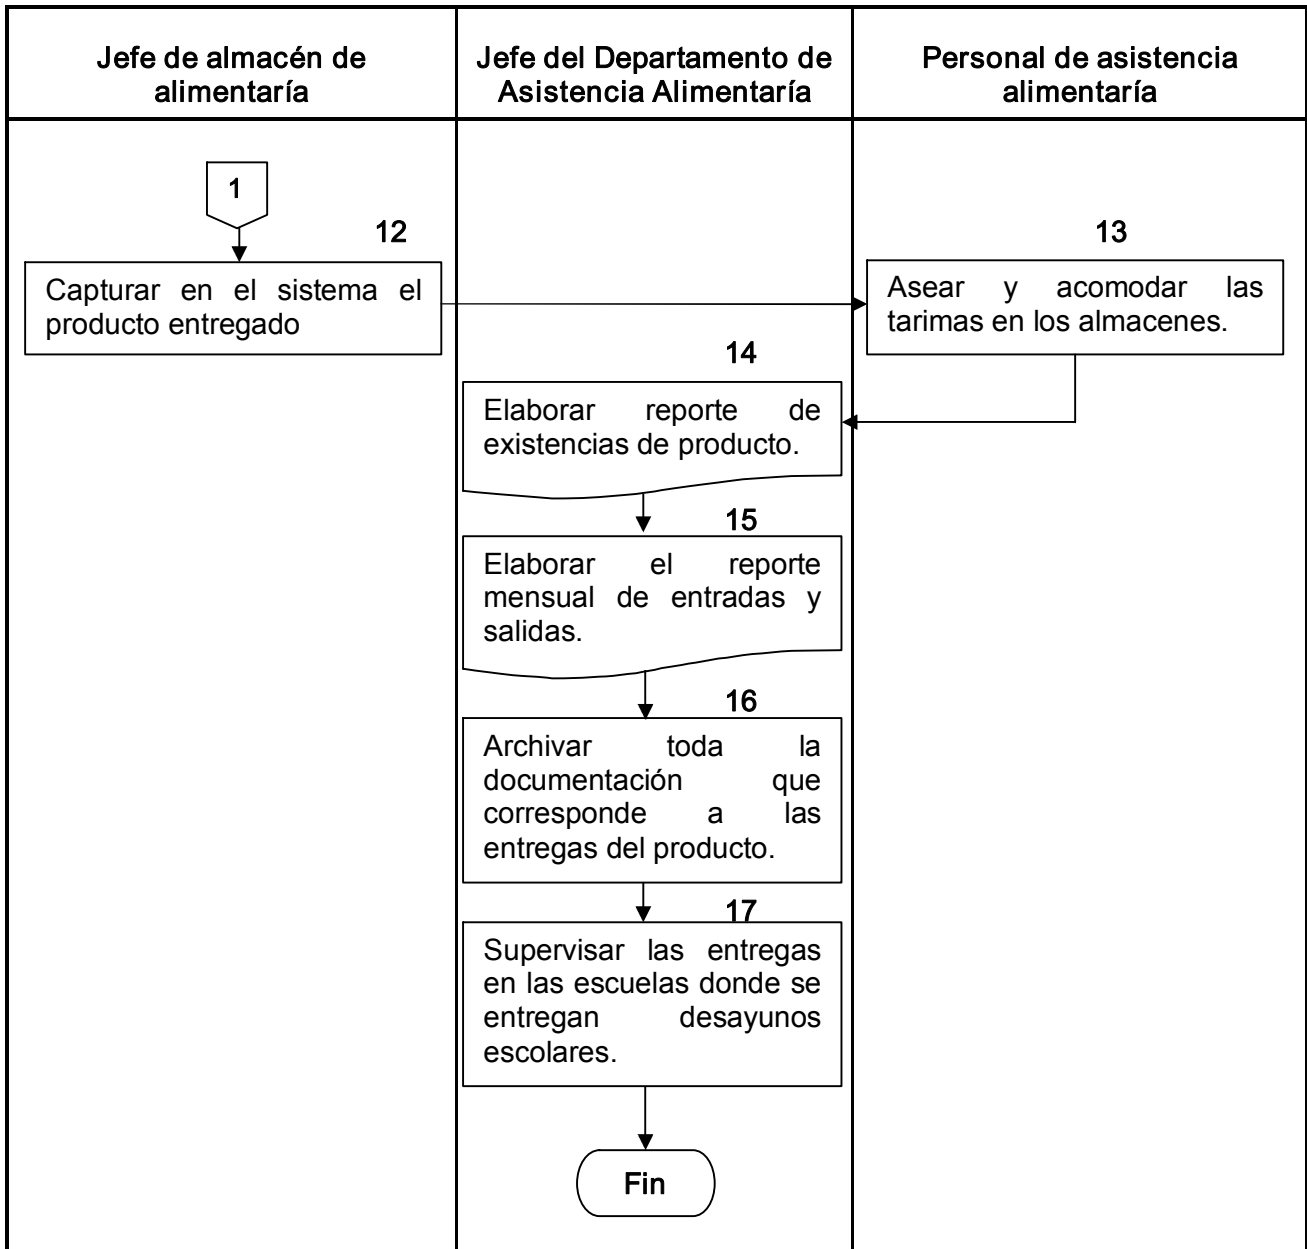 Jefe de almacén de
alimentaría
Jefe del Departamento de
Asistencia Alimentaría
Personal de asistencia
alimentaría
1
12
Capturar en el sistema el
producto entregado
13
Asear y acomodar las
tarimas en los almacenes.
14
Elaborar reporte de
existencias de producto.
15
Elaborar el reporte
mensual de entradas y
salidas.
16
Archivar toda la
documentación que
corresponde a las
entregas del producto.
17
Supervisar las entregas
en las escuelas donde se
entregan desayunos
escolares.
Fin